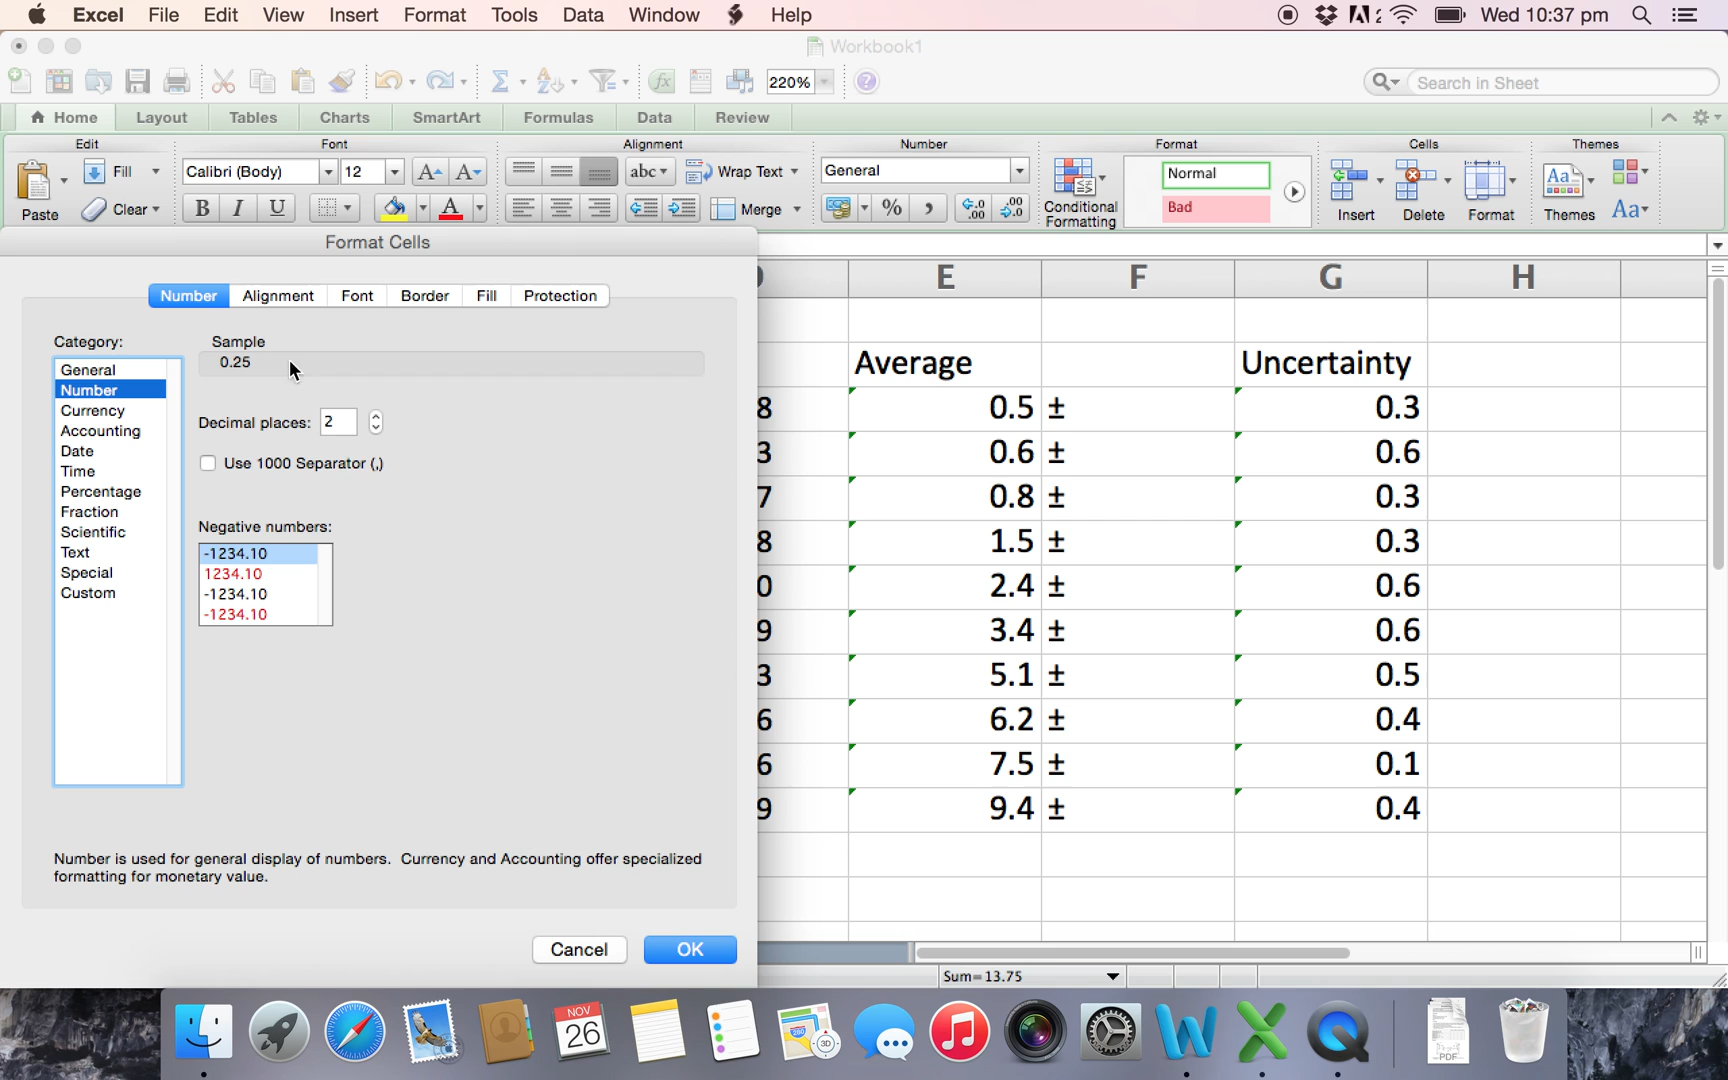 Excel File Edit View Insert Format Tools Data Window Help Wed 10:37 pm
Workbook1
220% Search in Sheet
Home Layout Tables Charts SmartArt Formulas Data Review
Edit Font Alignment Number Format Cells Themes
Fill Calibri (Body) 12 A A abc Wrap Text General Normal
Paste Clear B I U A Merge % , .0 .00 .00 .0 Conditional Formatting Bad Insert Delete Format Themes Aa
Format Cells
Number Alignment Font Border Fill Protection
E F G H
Category: Sample
0.25
General
Number
Currency
Accounting
Date
Time
Percentage
Fraction
Scientific
Text
Special
Custom
Decimal places: 2
Use 1000 Separator (,)
Negative numbers:
-1234.10
1234.10
-1234.10
-1234.10
Number is used for general display of numbers. Currency and Accounting offer specialized
formatting for monetary value.
Cancel OK
Average Uncertainty
8 0.5 ± 0.3
3 0.6 ± 0.6
7 0.8 ± 0.3
8 1.5 ± 0.3
0 2.4 ± 0.6
9 3.4 ± 0.6
3 5.1 ± 0.5
6 6.2 ± 0.4
6 7.5 ± 0.1
9 9.4 ± 0.4
Sum=13.75
NOV
26
280
3D
PDF